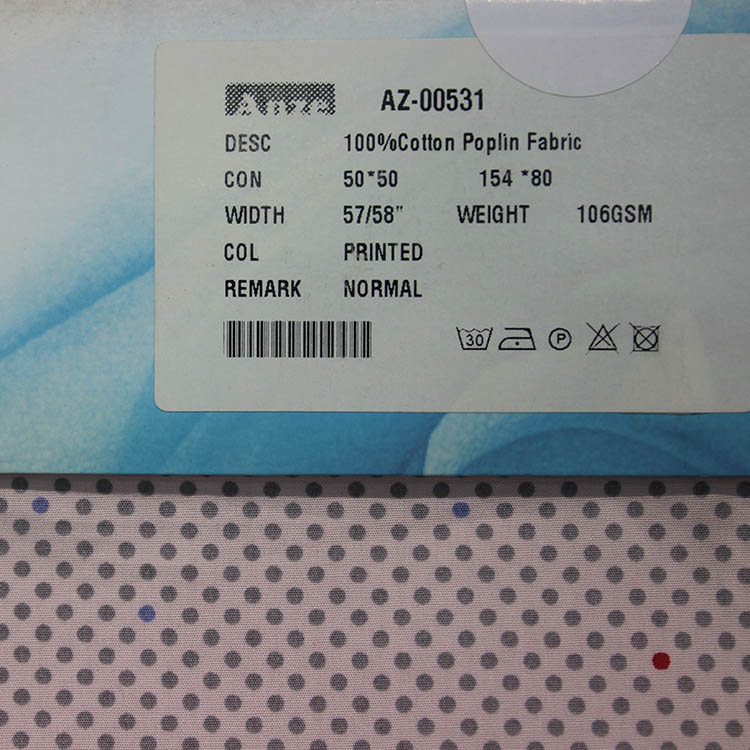 Anze AZ-00531
DESC 100%Cotton Poplin Fabric
CON 50*50 154 *80
WIDTH 57/58" WEIGHT 106GSM
COL PRINTED
REMARK NORMAL
30 P